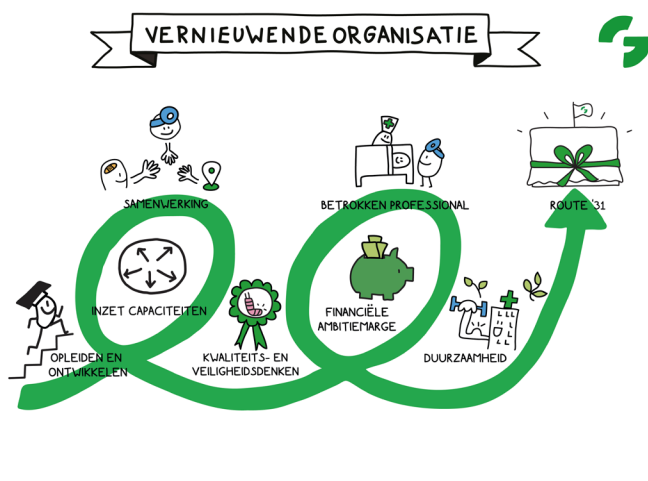 VERNIEUWENDE ORGANISATIE
SAMENWERKING
BETROKKEN PROFESSIONAL
ROUTE '31
INZET CAPACITEITEN
FINANCIËLE
AMBITIEMARGE
OPLEIDEN EN
ONTWIKKELEN
KWALITEITS- EN
VEILIGHEIDSDENKEN
DUURZAAMHEID